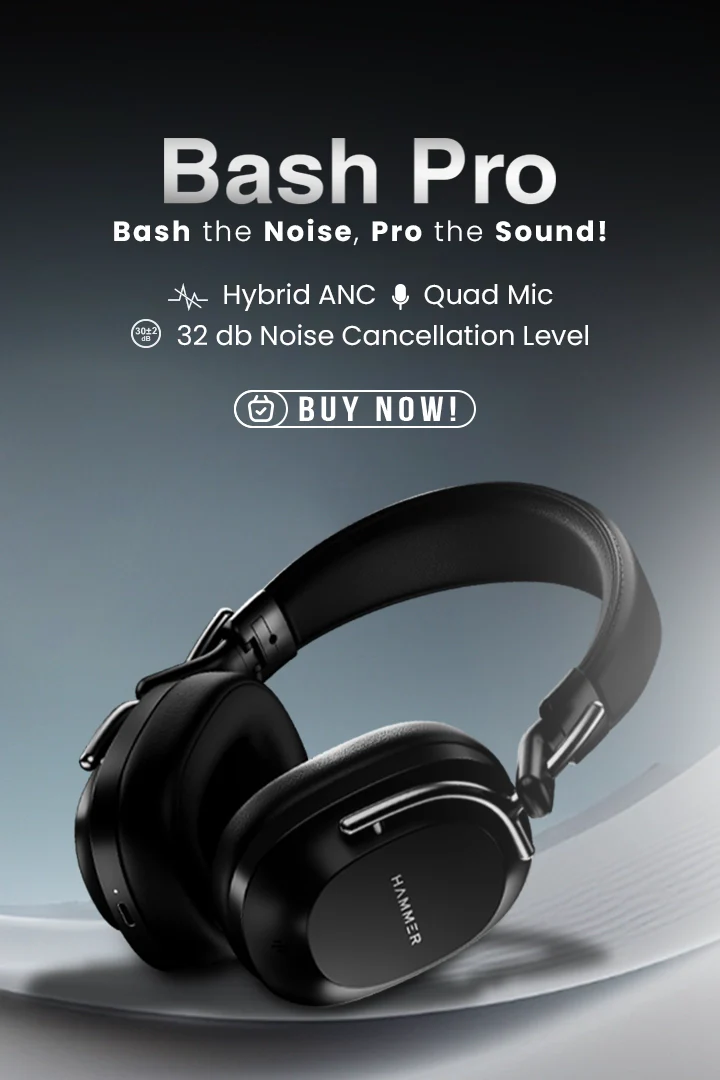 Bash Pro
Bash the Noise, Pro the Sound!
Hybrid ANC Quad Mic
30±2 dB
32 db Noise Cancellation Level
BUY NOW!
HAMMER